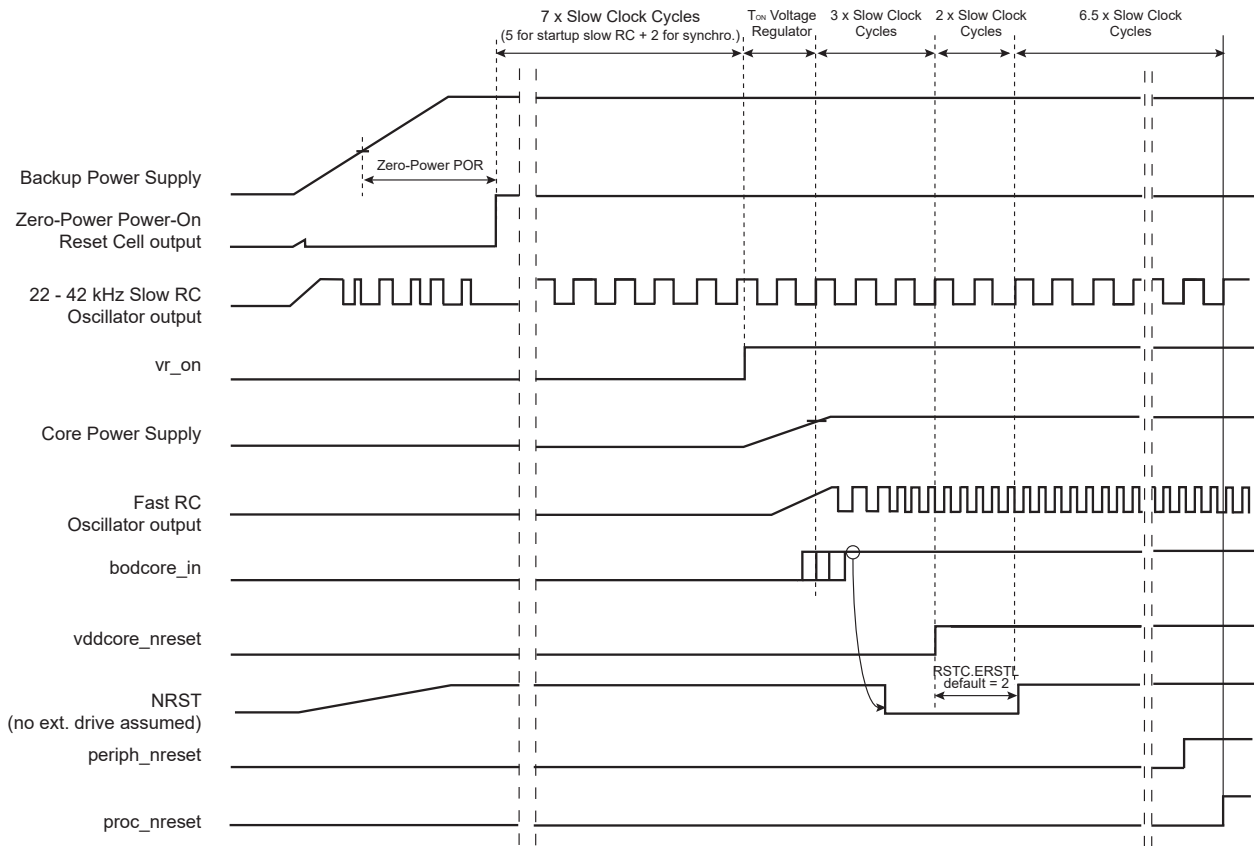 7 x Slow Clock Cycles
(5 for startup slow RC + 2 for synchro.)
TON Voltage
Regulator
3 x Slow Clock
Cycles
2 x Slow Clock
Cycles
6.5 x Slow Clock
Cycles
Zero-Power POR
Backup Power Supply
Zero-Power Power-On
Reset Cell output
22 - 42 kHz Slow RC
Oscillator output
vr_on
Core Power Supply
Fast RC
Oscillator output
bodcore_in
vddcore_nreset
RSTC.ERSTL
default = 2
NRST
(no ext. drive assumed)
periph_nreset
proc_nreset